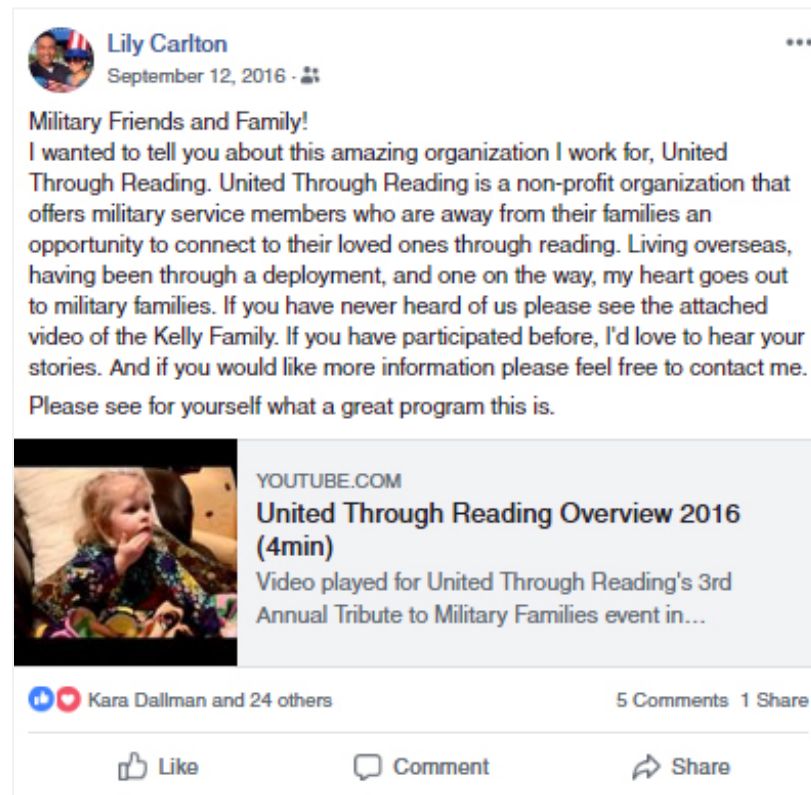 Lily Carlton
September 12, 2016 ·
Military Friends and Family!
I wanted to tell you about this amazing organization I work for, United
Through Reading. United Through Reading is a non-profit organization that
offers military service members who are away from their families an
opportunity to connect to their loved ones through reading. Living overseas,
having been through a deployment, and one on the way, my heart goes out
to military families. If you have never heard of us please see the attached
video of the Kelly Family. If you have participated before, I'd love to hear your
stories. And if you would like more information please feel free to contact me.
Please see for yourself what a great program this is.
YOUTUBE.COM
United Through Reading Overview 2016
(4min)
Video played for United Through Reading's 3rd
Annual Tribute to Military Families event in...
Kara Dallman and 24 others 5 Comments 1 Share
Like Comment Share